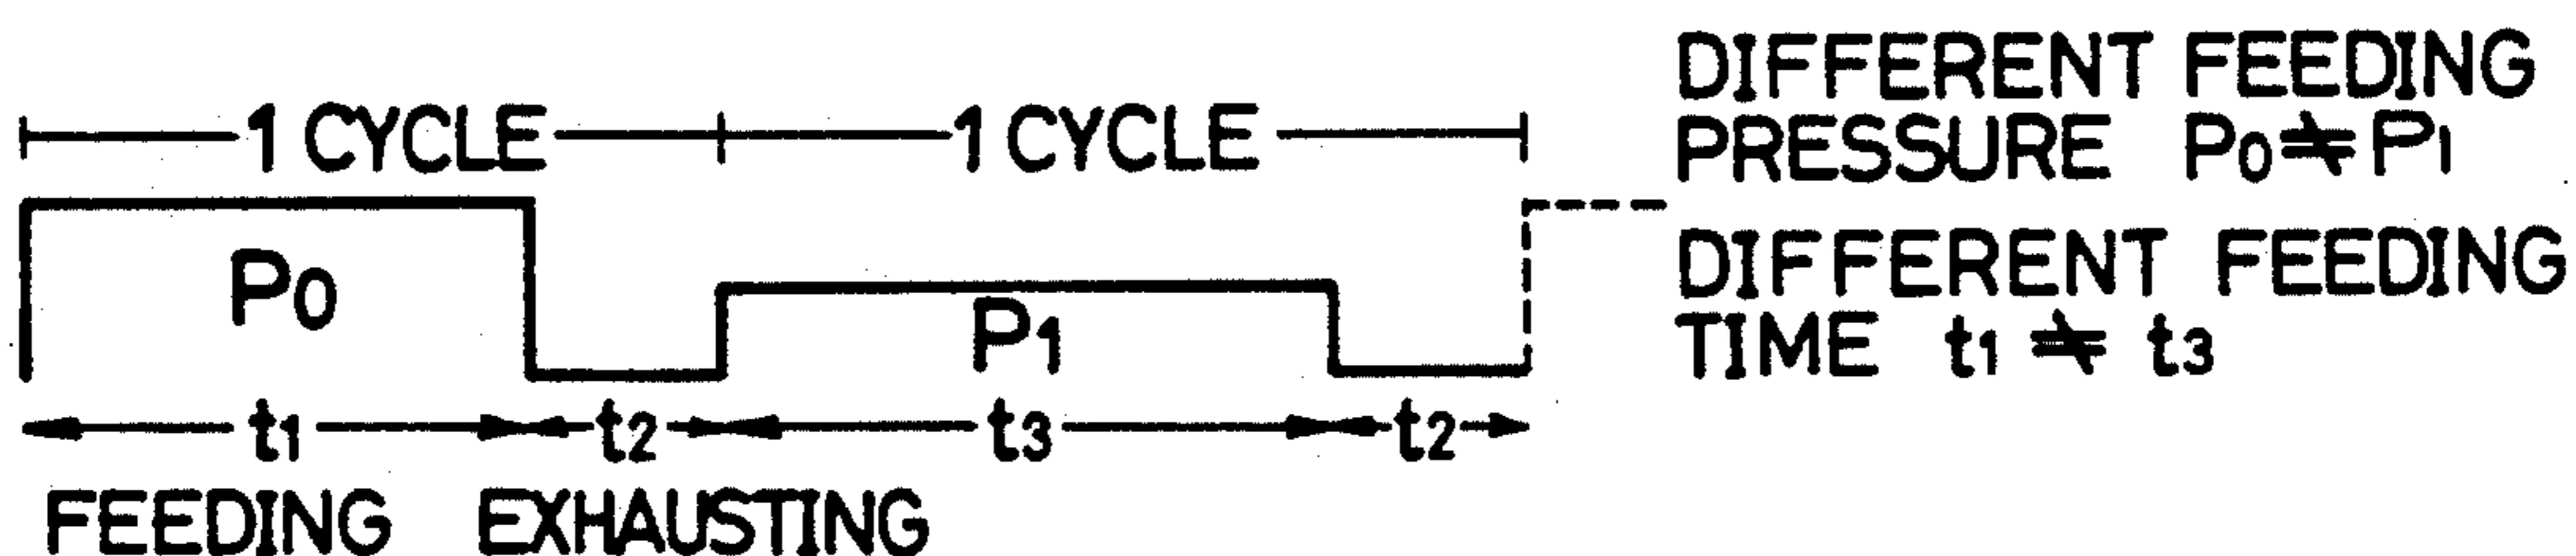 1 CYCLE 1 CYCLE
DIFFERENT FEEDING
PRESSURE P0 ≠ P1
P0 P1
DIFFERENT FEEDING
TIME t1 ≠ t3
t1 t2 t3 t2
FEEDING EXHAUSTING